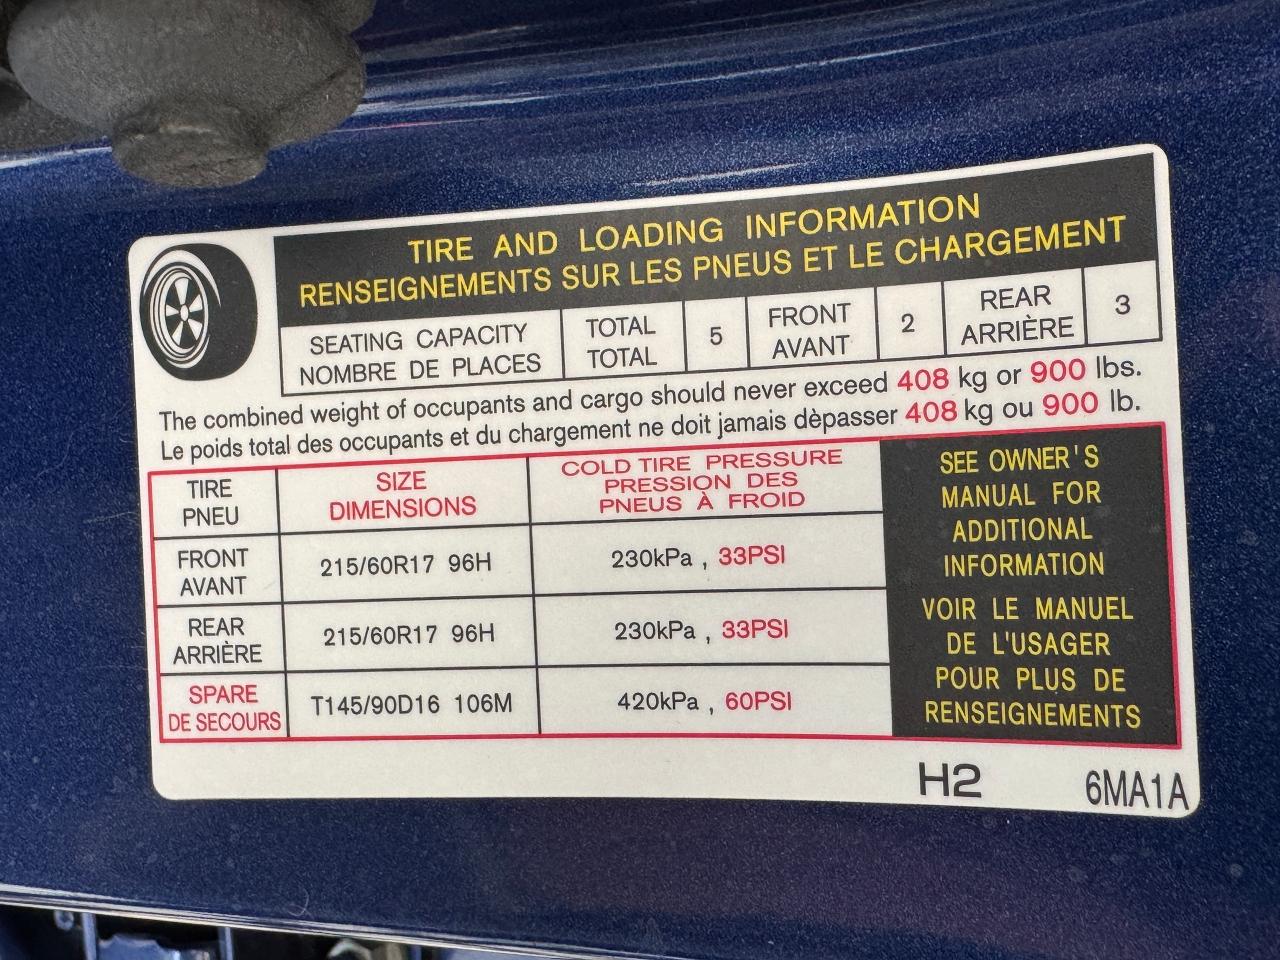 TIRE AND LOADING INFORMATION
RENSEIGNEMENTS SUR LES PNEUS ET LE CHARGEMENT
SEATING CAPACITY
NOMBRE DE PLACES
TOTAL
TOTAL
5
FRONT
AVANT
2
REAR
ARRIÈRE
3
The combined weight of occupants and cargo should never exceed 408 kg or 900 lbs.
Le poids total des occupants et du chargement ne doit jamais dèpasser 408 kg ou 900 lb.
TIRE
PNEU
SIZE
DIMENSIONS
COLD TIRE PRESSURE
PRESSION DES
PNEUS À FROID
FRONT
AVANT
215/60R17 96H
230kPa , 33PSI
REAR
ARRIÈRE
215/60R17 96H
230kPa , 33PSI
SPARE
DE SECOURS
T145/90D16 106M
420kPa , 60PSI
SEE OWNER'S
MANUAL FOR
ADDITIONAL
INFORMATION
VOIR LE MANUEL
DE L'USAGER
POUR PLUS DE
RENSEIGNEMENTS
H2
6MA1A